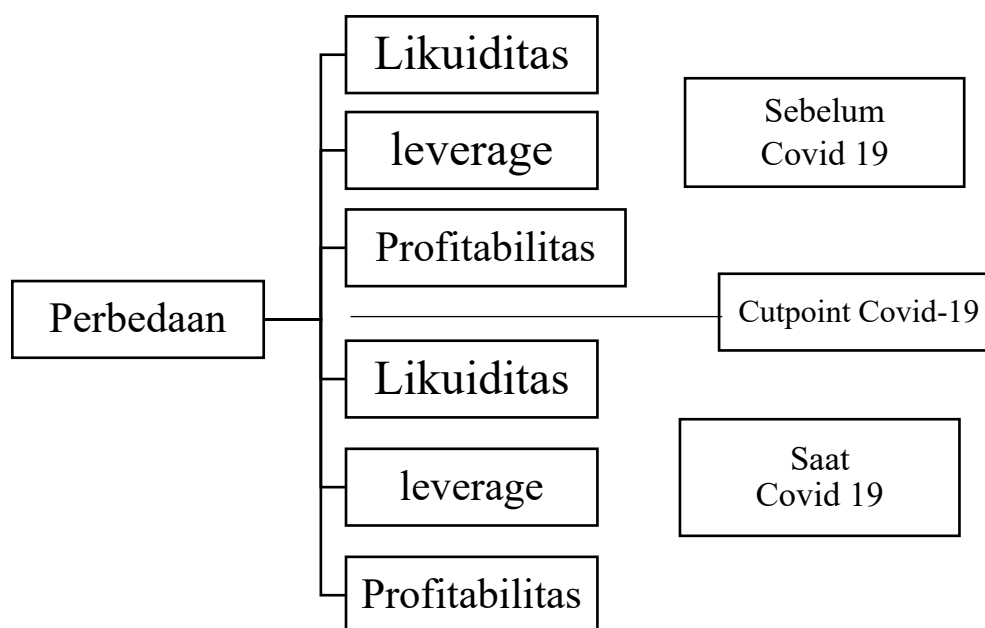 Likuiditas
leverage
Sebelum
Covid 19
Profitabilitas
Perbedaan
Cutpoint Covid-19
Likuiditas
leverage
Saat
Covid 19
Profitabilitas